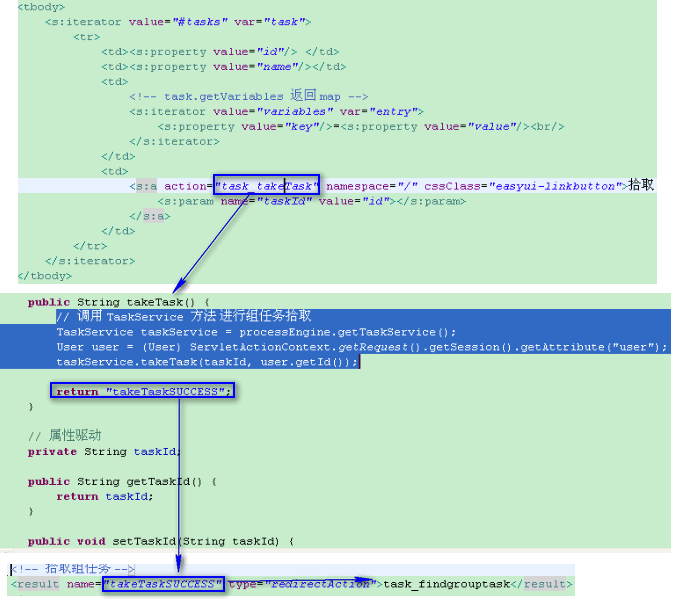 <tbody>
<s:iterator value="#tasks" var="task">
<tr>
<td><s:property value="id"/> </td>
<td><s:property value="name"/></td>
<td>
<!-- task.getVariables 返回 map -->
<s:iterator value="variables" var="entry">
<s:property value="key"/>=<s:property value="value"/><br/>
</s:iterator>
</td>
<td>
<s:a action="task_takeTask" namespace="/" cssClass="easyui-linkbutton">拾取
<s:param name="taskId" value="id"></s:param>
</s:a>
</td>
</tr>
</s:iterator>
</tbody>
public String takeTask() {
// 调用 TaskService 方法 进行组任务拾取
TaskService taskService = processEngine.getTaskService();
User user = (User) ServletActionContext.getRequest().getSession().getAttribute("user");
taskService.takeTask(taskId, user.getId());
return "takeTaskSUCCESS";
}
// 属性驱动
private String taskId;
public String getTaskId() {
return taskId;
}
public void setTaskId(String taskId) {
<!-- 拾取组任务 -->
<result name="takeTaskSUCCESS" type="redirectAction">task_findgrouptask</result>